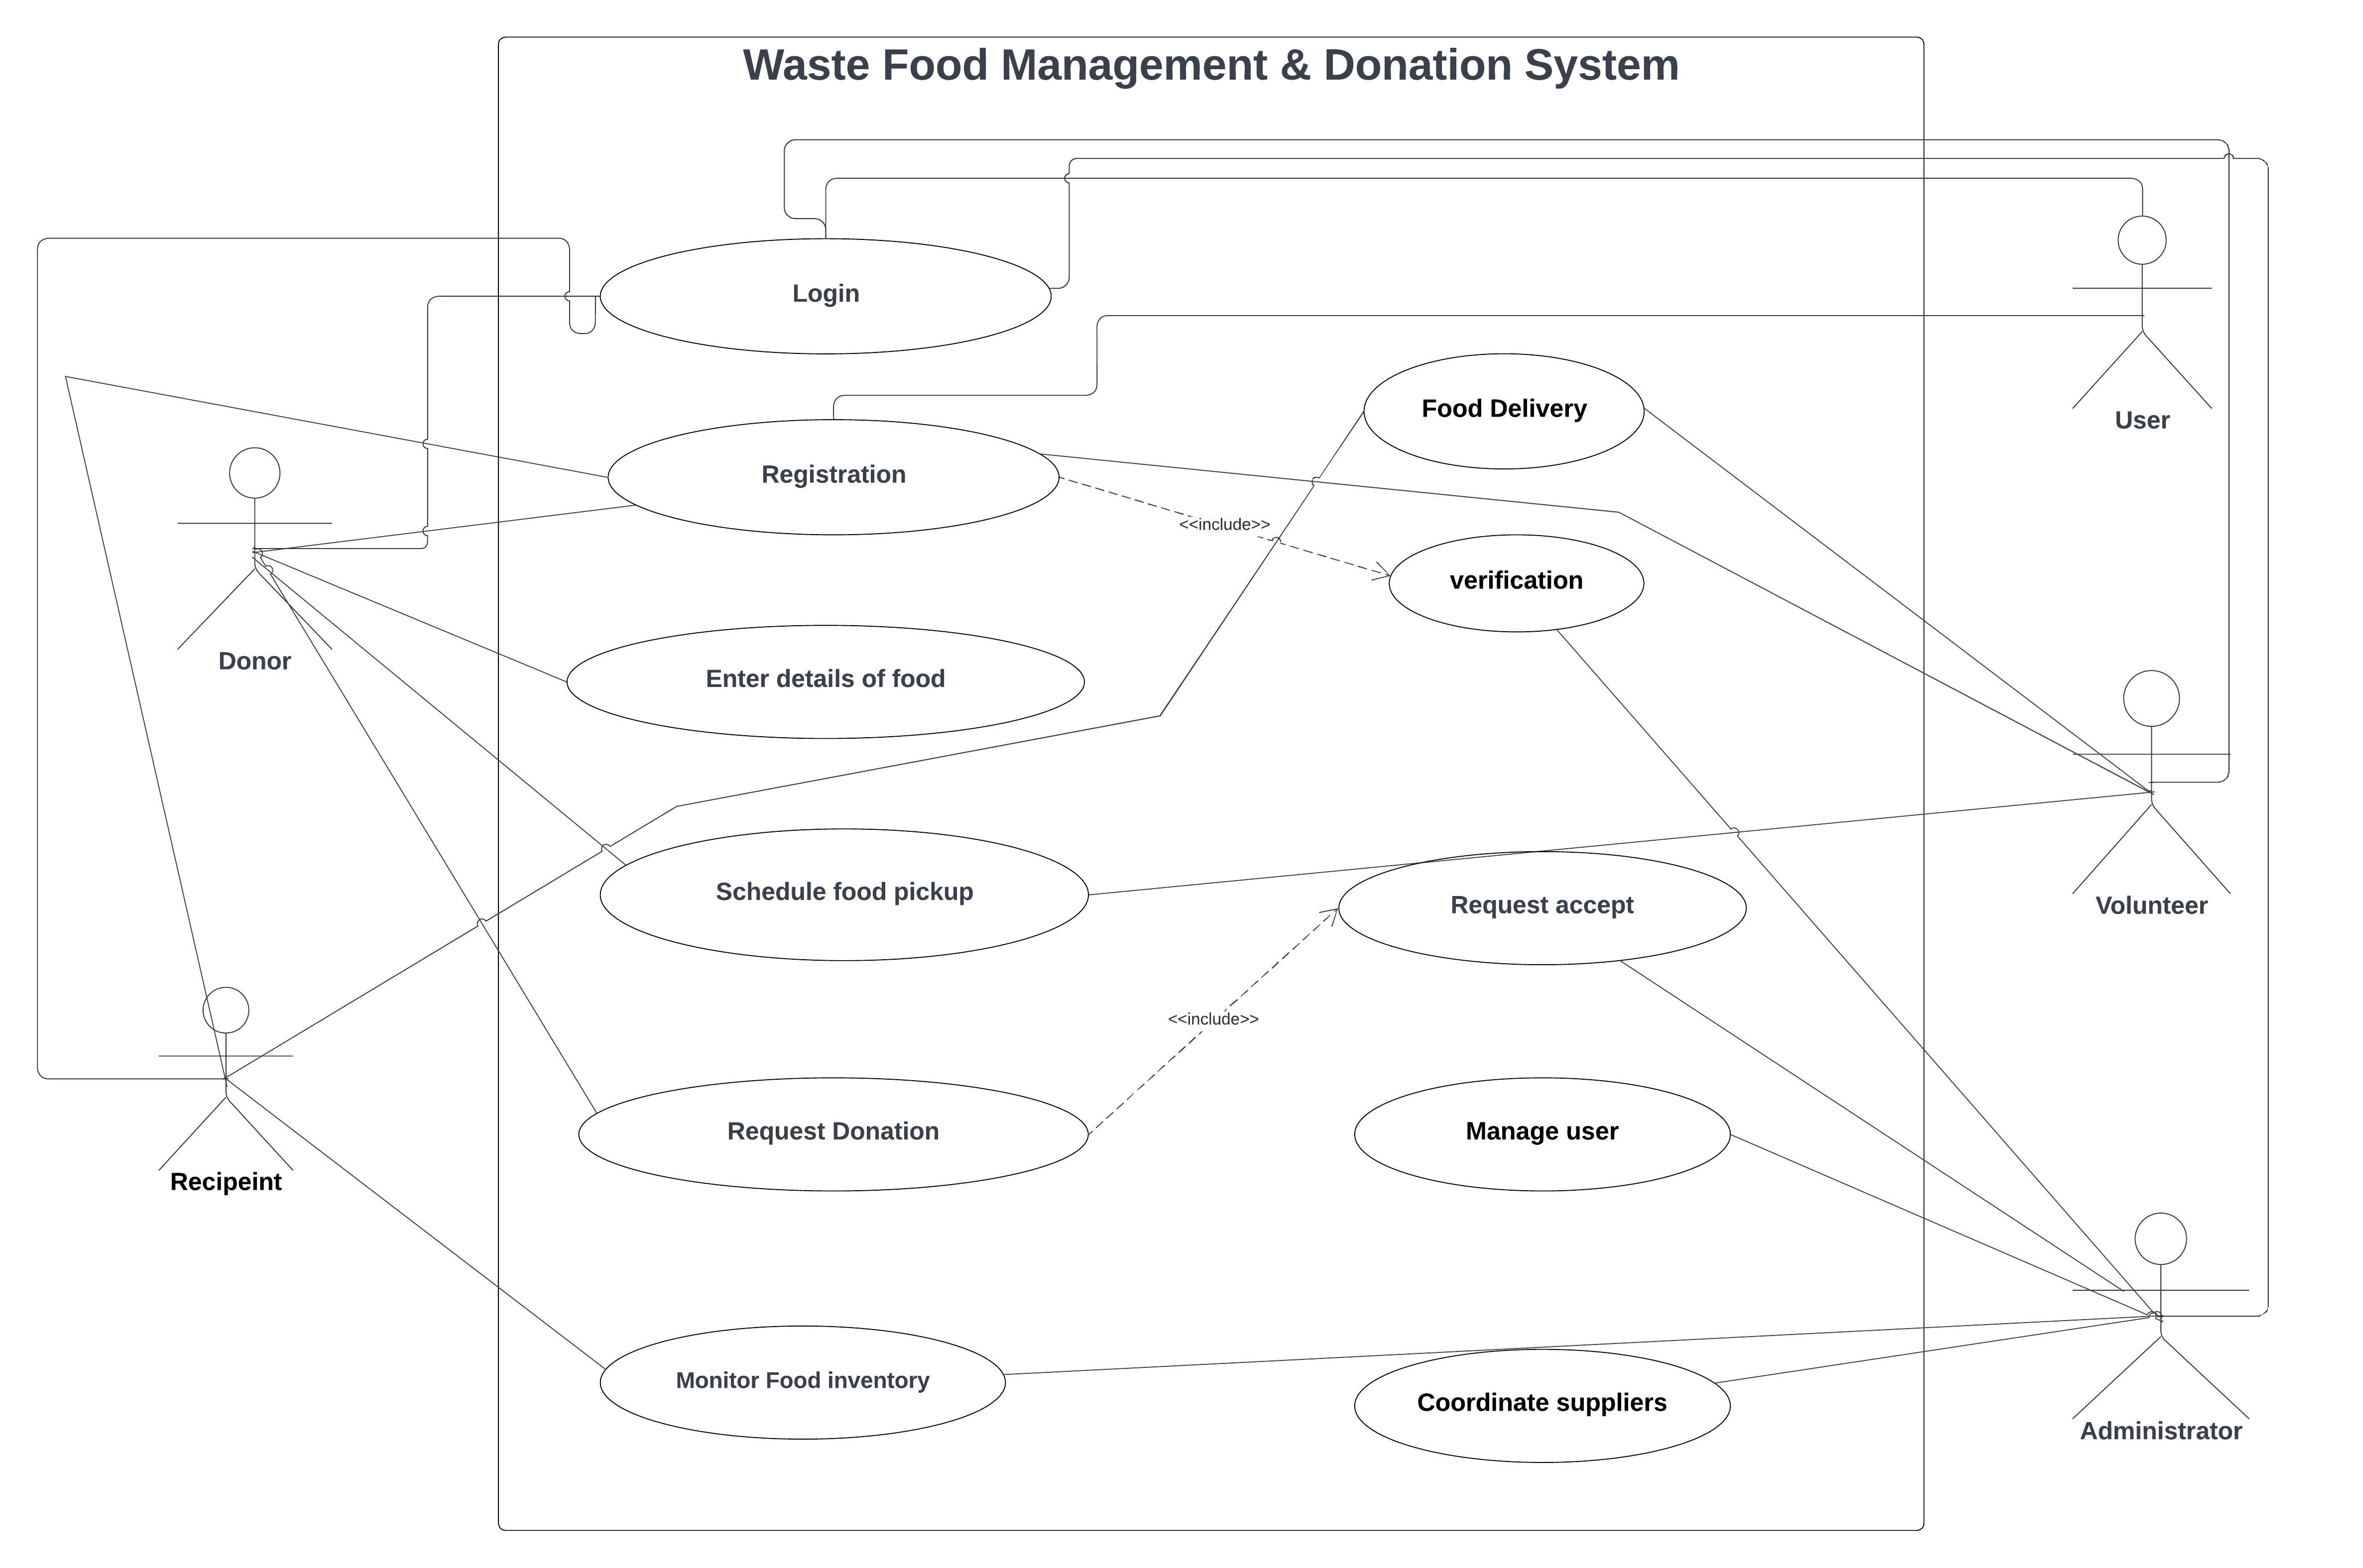 Waste Food Management & Donation System
Login
User
Food Delivery
Registration
<<include>>
verification
Donor
Enter details of food
Schedule food pickup
Request accept
Volunteer
<<include>>
Request Donation
Manage user
Recipeint
Monitor Food inventory
Coordinate suppliers
Administrator